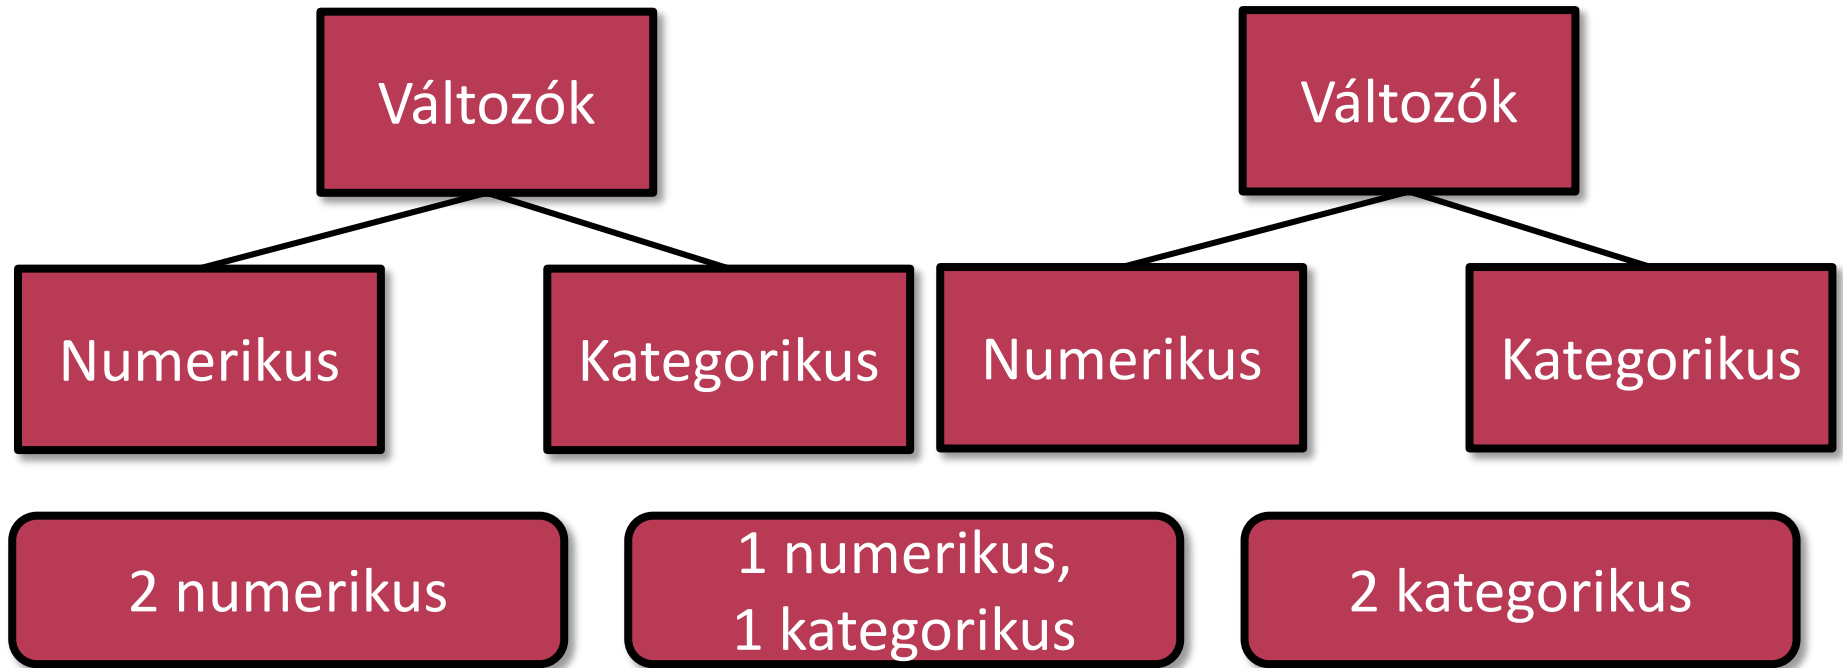 Változók
Változók
Numerikus
Kategorikus
Numerikus
Kategorikus
2 numerikus
1 numerikus,
1 kategorikus
2 kategorikus